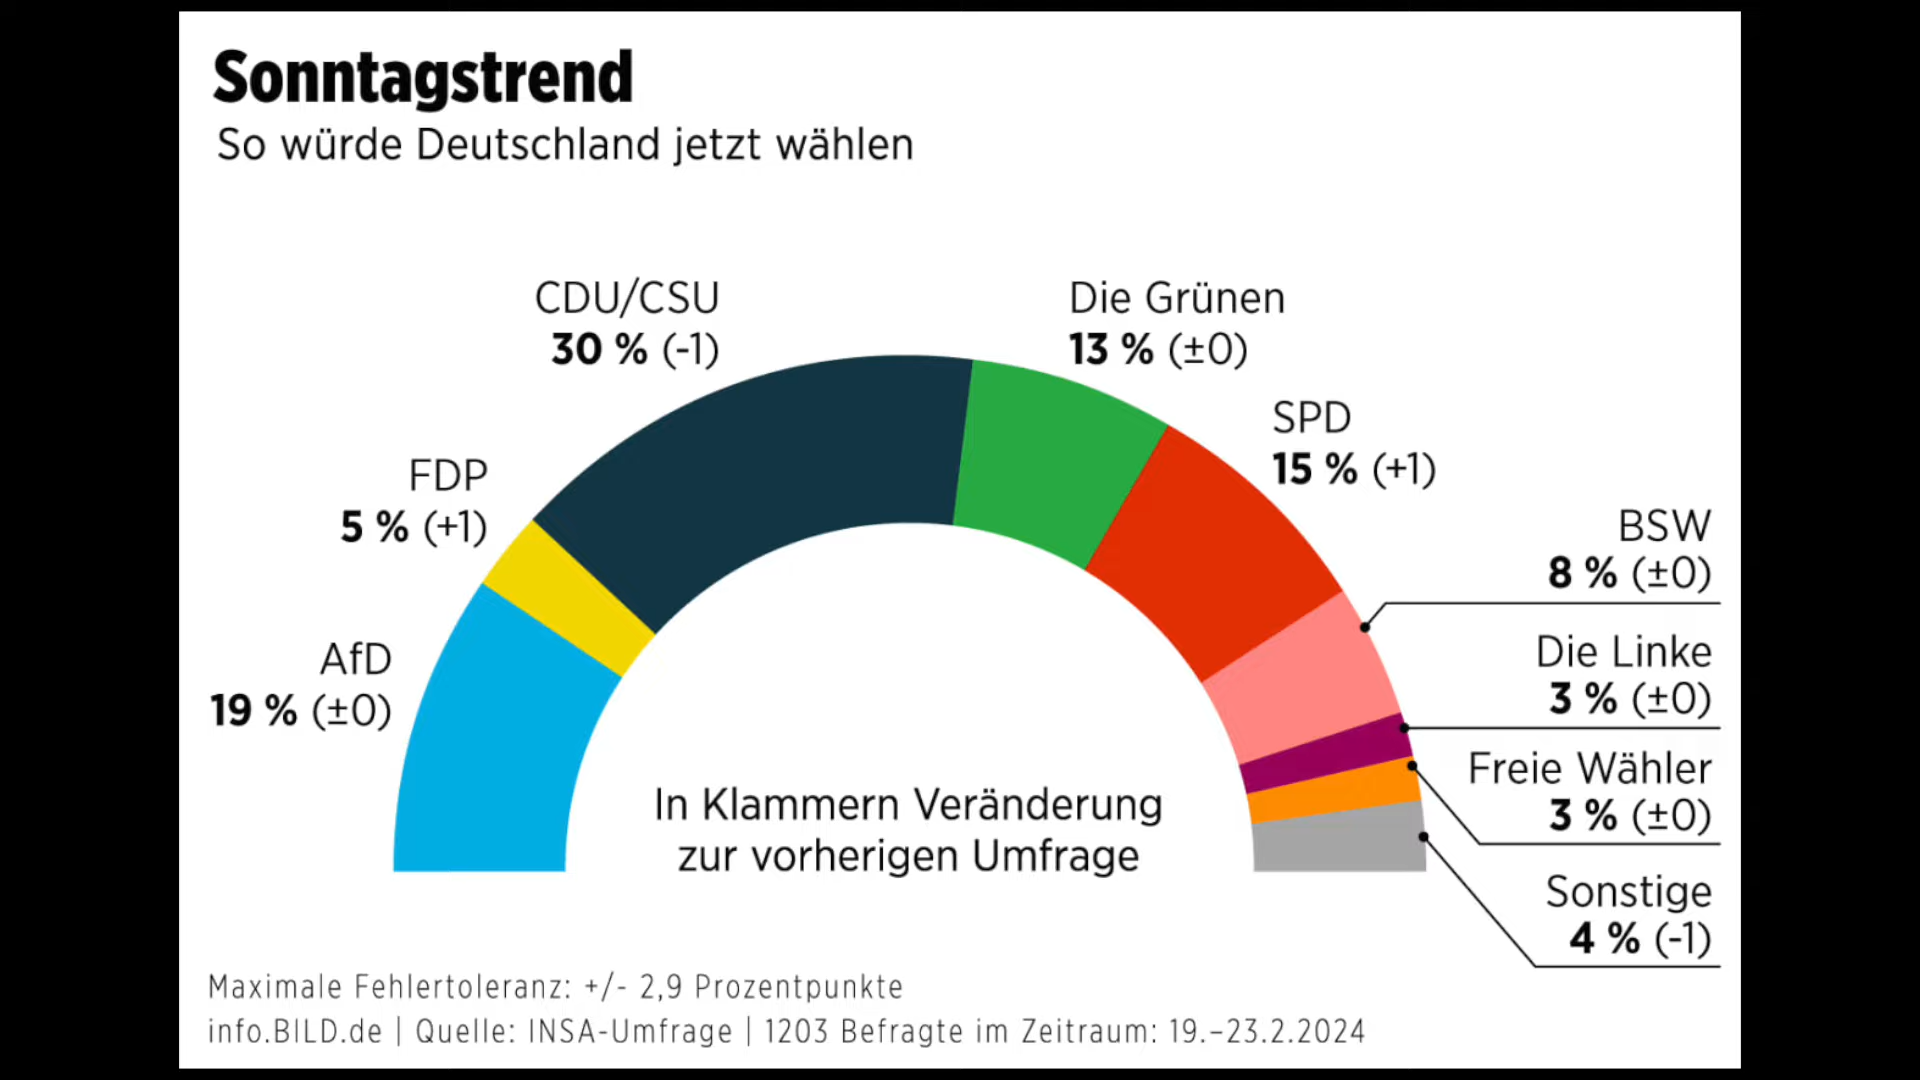 Sonntagstrend
So würde Deutschland jetzt wählen
CDU/CSU
30 % (-1)
Die Grünen
13 % (±0)
SPD
15 % (+1)
FDP
5 % (+1)
BSW
8 % (±0)
AfD
19 % (±0)
Die Linke
3 % (±0)
Freie Wähler
3 % (±0)
Sonstige
4 % (-1)
In Klammern Veränderung
zur vorherigen Umfrage
Maximale Fehlertoleranz: +/- 2,9 Prozentpunkte
info.BILD.de | Quelle: INSA-Umfrage | 1203 Befragte im Zeitraum: 19.–23.2.2024